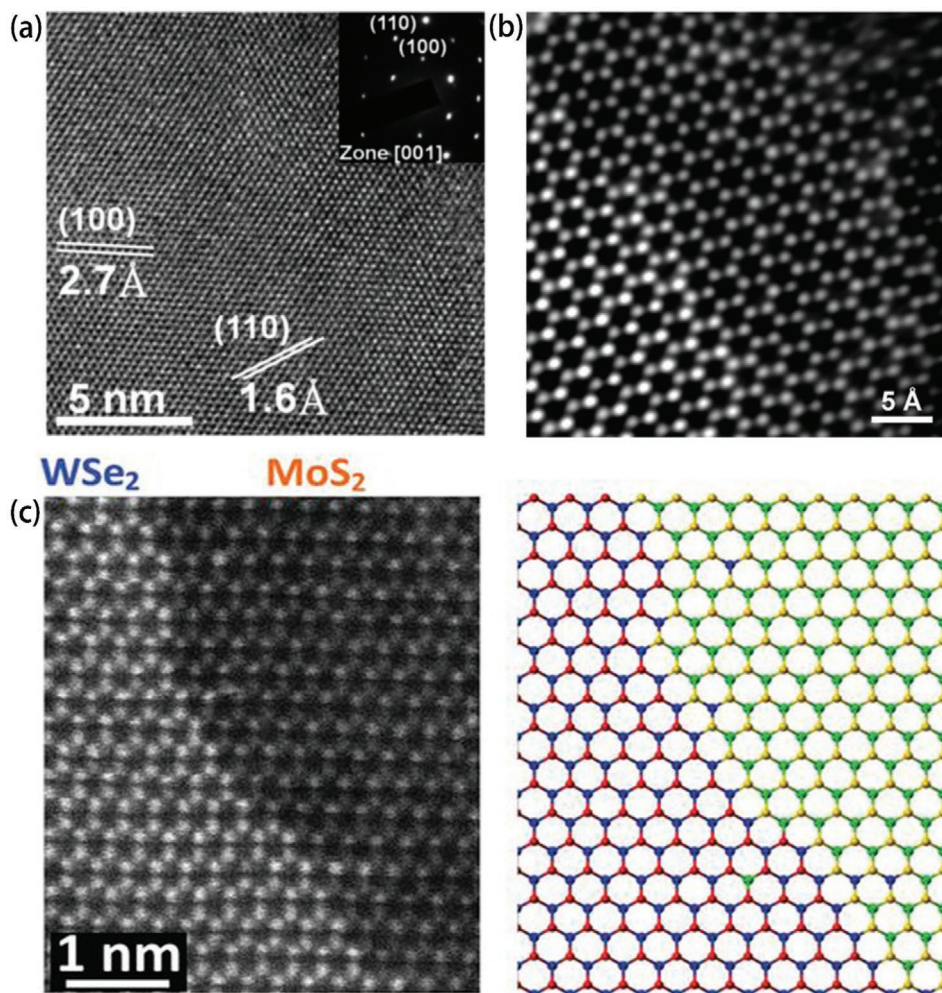 (a)
(110)
(100)
Zone [001]
(100)
2.7Å
(110)
1.6Å
5 nm
(b)
5 Å
WSe₂ MoS₂
(c)
1 nm